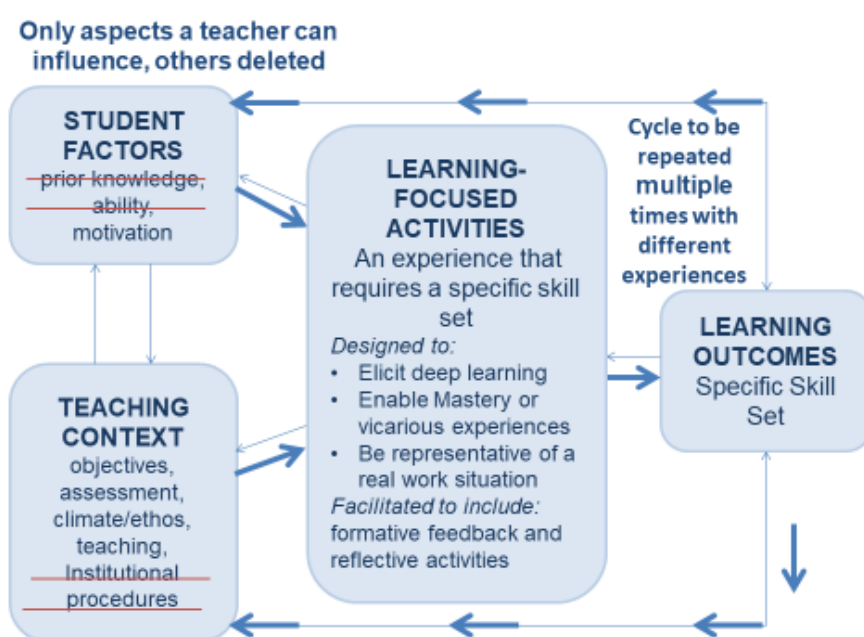 Only aspects a teacher can
influence, others deleted
STUDENT
FACTORS
prior knowledge,
ability,
motivation
TEACHING
CONTEXT
objectives,
assessment,
climate/ethos,
teaching,
Institutional
procedures
LEARNING-
FOCUSED
ACTIVITIES
An experience that
requires a specific skill
set
Designed to:
• Elicit deep learning
• Enable Mastery or
vicarious experiences
• Be representative of a
real work situation
Facilitated to include:
formative feedback and
reflective activities
Cycle to be
repeated
multiple
times with
different
experiences
LEARNING
OUTCOMES
Specific Skill
Set